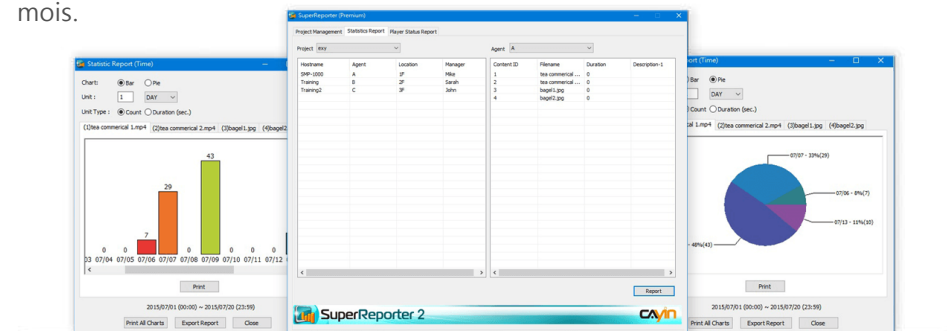 mois.
SuperReporter (Premium)
Project Management Statistics Report Player Status Report
Project exy Agent A
Hostname Agent Location Manager
SMP-1000 A 1F Mike
Training B 2F Sarah
Training2 C 3F John
Content ID Filename Duration Description-1
1 tea commerical ... 0
2 tea commerical ... 0
3 bagel1.jpg 0
4 bagel2.jpg 0
Report
SuperReporter 2
CAYIN
Statistic Report (Time)
Chart: Bar Pie
Unit : 1 DAY
Unit Type : Count Duration (sec.)
(1)tea commerical 1.mp4 (2)tea commerical 2.mp4 (3)bagel1.jpg (4)bagel2
0 0 7 29 0 43 0 0 0
03 07/04 07/05 07/06 07/07 07/08 07/09 07/10 07/11 07/12
Print
2015/07/01 (00:00) ~ 2015/07/20 (23:59)
Print All Charts Export Report Close
ort (Time)
Bar Pie
DAY
Count Duration (sec.)
cal 1.mp4 (2)tea commerical 2.mp4 (3)bagel1.jpg (4)bagel2.jpg
07/07 - 33%(29)
07/06 - 8%(7)
07/13 - 11%(10)
- 48%(43)
Print
2015/07/01 (00:00) ~ 2015/07/20 (23:59)
Print All Charts Export Report Close